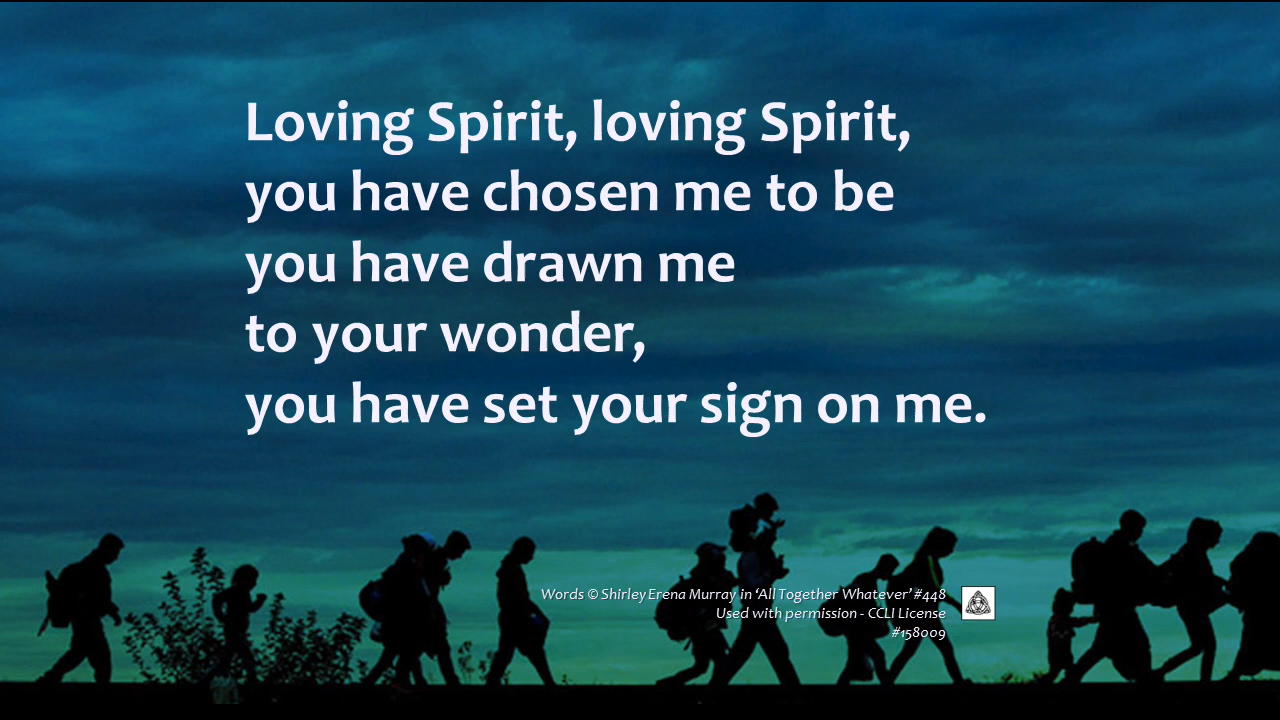 Loving Spirit, loving Spirit,
you have chosen me to be
you have drawn me
to your wonder,
you have set your sign on me.
Words © Shirley Erena Murray in ‘All Together Whatever’ #448
Used with permission - CCLI License
#158009